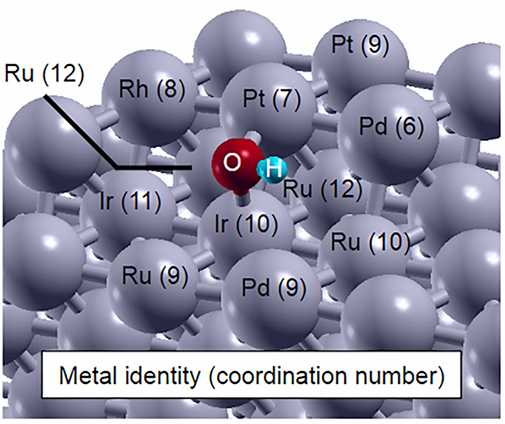 Pt (9)
Ru (12)
Rh (8)
Pt (7)
Pd (6)
O
H
Ru (12)
Ir (11)
Ir (10)
Ru (10)
Ru (9)
Pd (9)
Metal identity (coordination number)